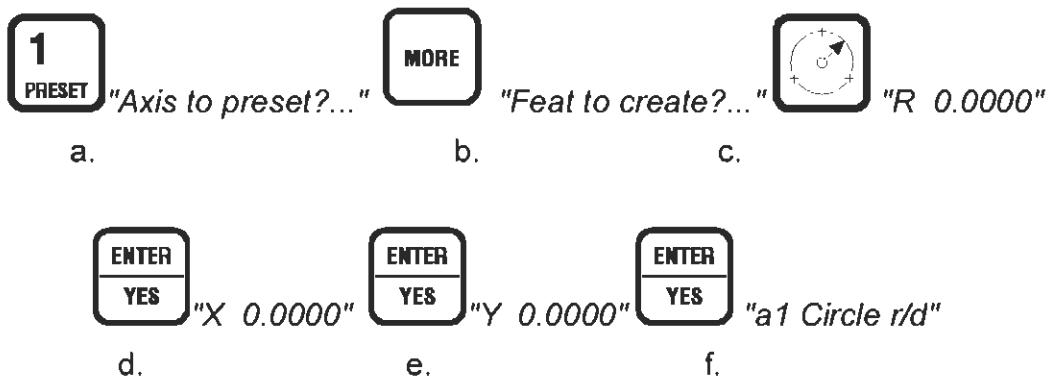 1
PRESET "Axis to preset?..." MORE "Feat to create?..." "R 0.0000"
a. b. c.
ENTER ENTER ENTER
YES "X 0.0000" YES "Y 0.0000" YES "a1 Circle r/d"
d. e. f.